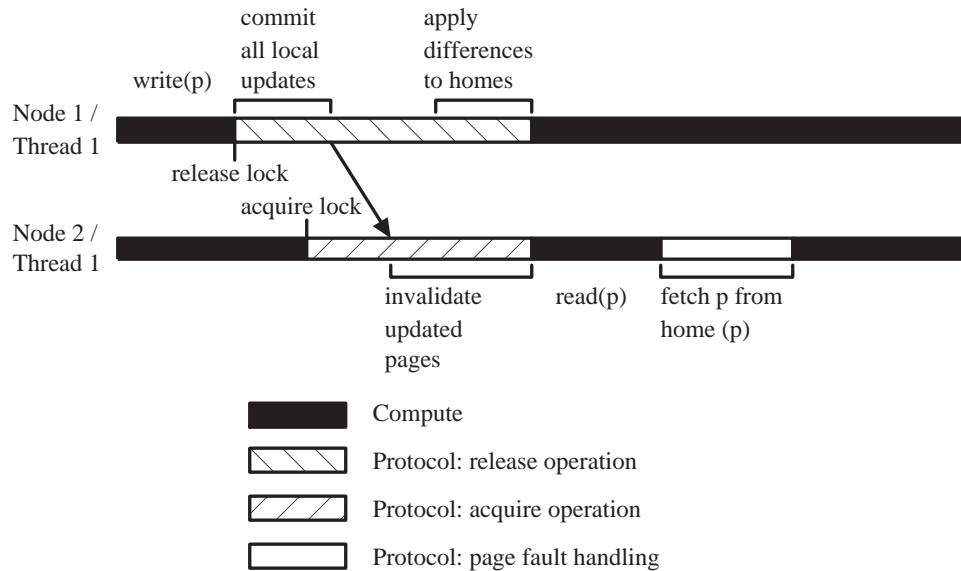 commit
all local
updates
apply
differences
to homes
write(p)
Node 1 /
Thread 1
release lock
acquire lock
Node 2 /
Thread 1
invalidate
updated
pages
read(p)
fetch p from
home (p)
Compute
Protocol: release operation
Protocol: acquire operation
Protocol: page fault handling